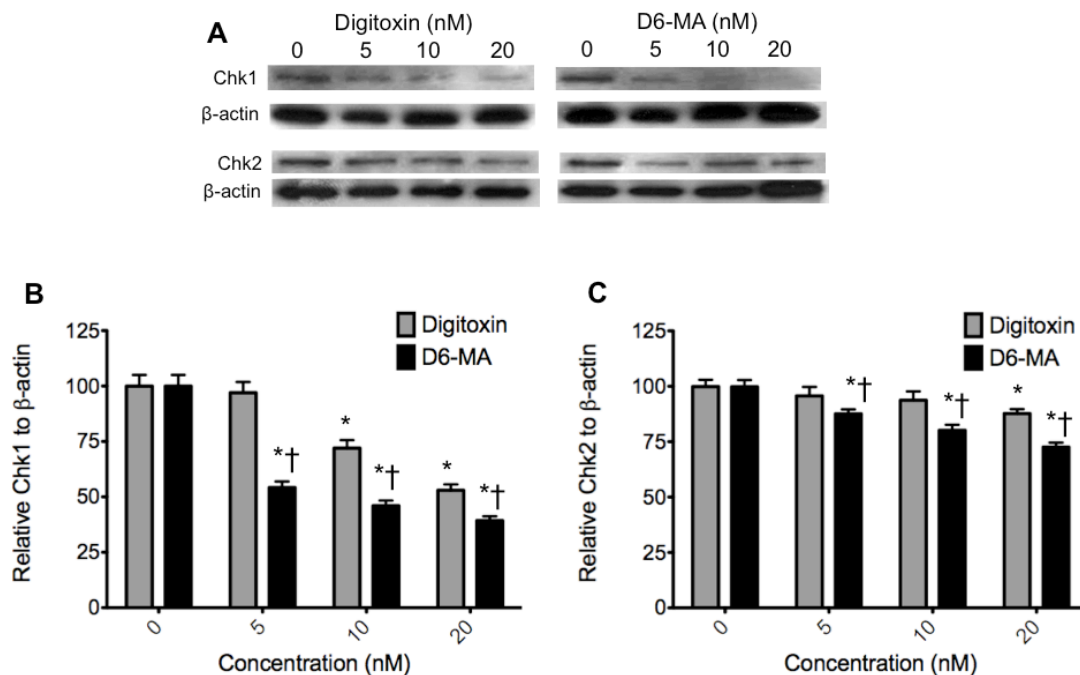 A
Digitoxin (nM) D6-MA (nM)
0 5 10 20 0 5 10 20
Chk1
β-actin
Chk2
β-actin
B
Digitoxin
D6-MA
Relative Chk1 to β-actin
125
100
75
50
25
0
*†
* *†
* *†
0 5 10 20
Concentration (nM)
C
Digitoxin
D6-MA
Relative Chk2 to β-actin
125
100
75
50
25
0
*†
*†
* *†
0 5 10 20
Concentration (nM)